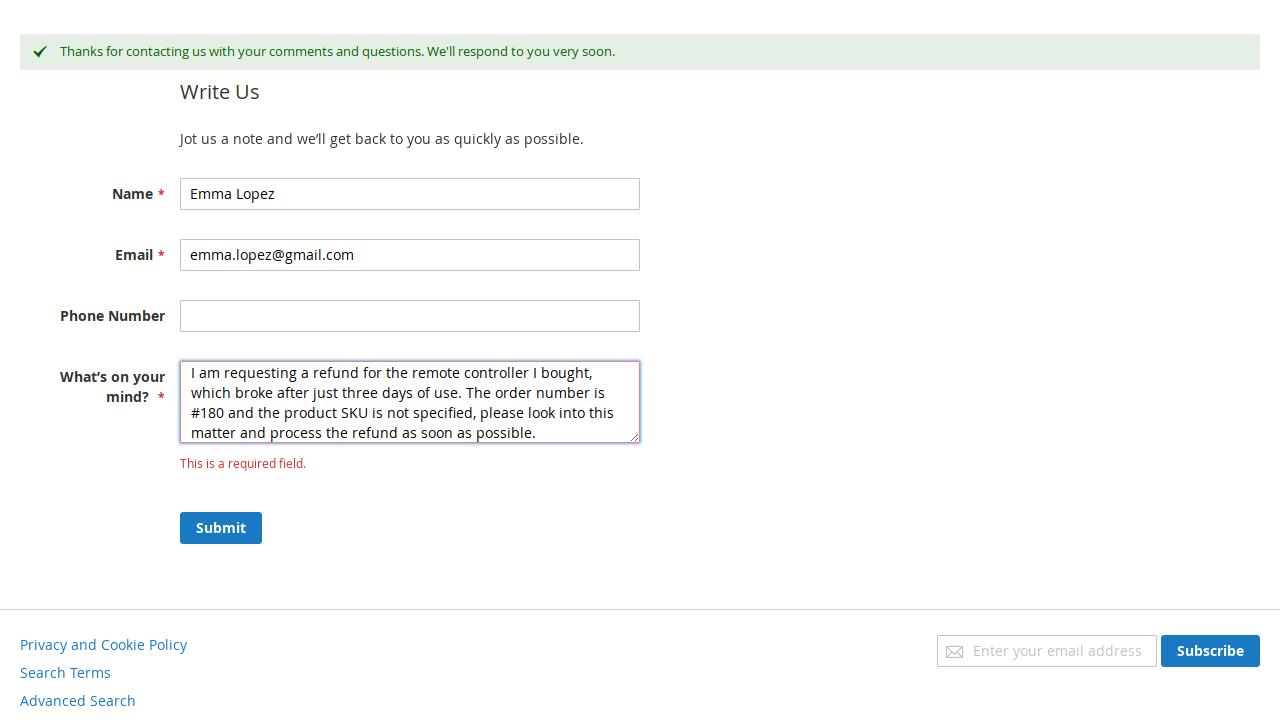 Thanks for contacting us with your comments and questions. We'll respond to you very soon.
Write Us
Jot us a note and we’ll get back to you as quickly as possible.
Name *
Emma Lopez
Email *
emma.lopez@gmail.com
Phone Number
What’s on your
mind? *
I am requesting a refund for the remote controller I bought,
which broke after just three days of use. The order number is
#180 and the product SKU is not specified, please look into this
matter and process the refund as soon as possible.
This is a required field.
Submit
Privacy and Cookie Policy
Search Terms
Advanced Search
Enter your email address
Subscribe